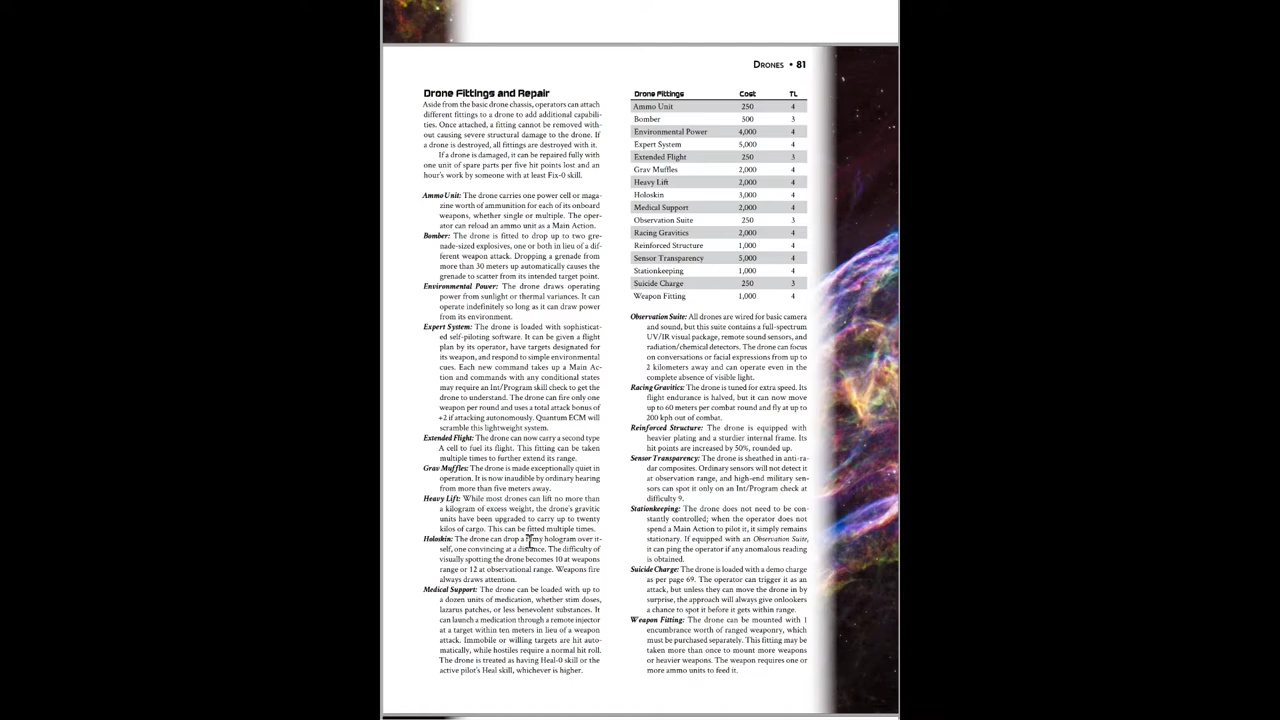 DRONES • 81
Drone Fittings and Repair
Aside from the basic drone chassis, operators can attach
different fittings to a drone to add additional capabili-
ties. Once attached, a fitting cannot be removed with-
out causing severe structural damage to the drone. If
a drone is destroyed, all fittings are destroyed with it.
If a drone is damaged, it can be repaired fully with
one unit of spare parts per five hit points lost and an
hour's work by someone with at least Fix-0 skill.
Ammo Unit: The drone carries one power cell or maga-
zine worth of ammunition for each of its onboard
weapons, whether single or multiple. The oper-
ator can reload an ammo unit as a Main Action.
Bomber: The drone is fitted to drop up to two gre-
nade-sized explosives, one or both in lieu of a dif-
ferent weapon attack. Dropping a grenade from
more than 30 meters up automatically causes the
grenade to scatter from its intended target point.
Environmental Power: The drone draws operating
power from sunlight or thermal variances. It can
operate indefinitely so long as it can draw power
from its environment.
Expert System: The drone is loaded with sophisticat-
ed self-piloting software. It can be given a flight
plan by its operator, have targets designated for
its weapon, and respond to simple environmental
cues. Each new command takes up a Main Ac-
tion and commands with any conditional states
may require an Int/Program skill check to get the
drone to understand. The drone can fire only one
weapon per round and uses a total attack bonus of
+2 if attacking autonomously. Quantum ECM will
scramble this lightweight system.
Extended Flight: The drone can now carry a second type
A cell to fuel its flight. This fitting can be taken
multiple times to further extend its range.
Grav Muffles: The drone is made exceptionally quiet in
operation. It is now inaudible by ordinary hearing
from more than five meters away.
Heavy Lift: While most drones can lift no more than
a kilogram of excess weight, the drone's gravitic
units have been upgraded to carry up to twenty
kilos of cargo. This can be fitted multiple times.
Holoskin: The drone can drop a hologram over it-
self, one convincing at a distance. The difficulty of
visually spotting the drone becomes 10 at weapons
range or 12 at observational range. Weapons fire
always draws attention.
Medical Support: The drone can be loaded with up to
a dozen units of medication, whether stim doses,
lazarus patches, or less benevolent substances. It
can launch a medication through a remote injector
at a target within ten meters in lieu of a weapon
attack. Immobile or willing targets are hit auto-
matically, while hostiles require a normal hit roll.
The drone is treated as having Heal-0 skill or the
active pilot's Heal skill, whichever is higher.
Drone Fittings Cost TL
Ammo Unit 250 4
Bomber 500 3
Environmental Power 4,000 4
Expert System 5,000 4
Extended Flight 250 3
Grav Muffles 2,000 4
Heavy Lift 2,000 4
Holoskin 3,000 4
Medical Support 2,000 4
Observation Suite 250 3
Racing Gravitics 2,000 4
Reinforced Structure 1,000 4
Sensor Transparency 5,000 4
Stationkeeping 1,000 4
Suicide Charge 250 3
Weapon Fitting 1,000 4
Observation Suite: All drones are wired for basic camera
and sound, but this suite contains a full-spectrum
UV/IR visual package, remote sound sensors, and
radiation/chemical detectors. The drone can focus
on conversations or facial expressions from up to
2 kilometers away and can operate even in the
complete absence of visible light.
Racing Gravitics: The drone is tuned for extra speed. Its
flight endurance is halved, but it can now move
up to 60 meters per combat round and fly at up to
200 kph out of combat.
Reinforced Structure: The drone is equipped with
heavier plating and a sturdier internal frame. Its
hit points are increased by 50%, rounded up.
Sensor Transparency: The drone is sheathed in anti-ra-
dar composites. Ordinary sensors will not detect it
at observation range, and high-end military sen-
sors can spot it only on an Int/Program check at
difficulty 9.
Stationkeeping: The drone does not need to be con-
stantly controlled; when the operator does not
spend a Main Action to pilot it, it simply remains
stationary. If equipped with an Observation Suite,
it can ping the operator if any anomalous reading
is obtained.
Suicide Charge: The drone is loaded with a demo charge
as per page 69. The operator can trigger it as an
attack, but unless they can move the drone in by
surprise, the approach will always give onlookers
a chance to spot it before it gets within range.
Weapon Fitting: The drone can be mounted with 1
encumbrance worth of ranged weaponry, which
must be purchased separately. This fitting may be
taken more than once to mount more weapons
or heavier weapons. The weapon requires one or
more ammo units to feed it.